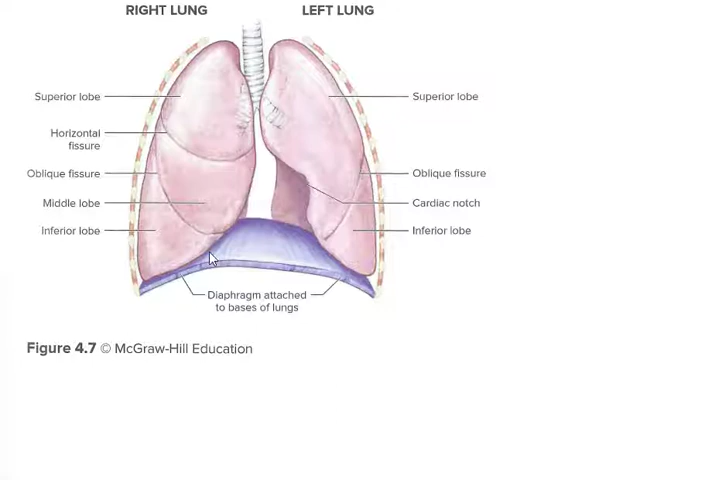 RIGHT LUNG
LEFT LUNG
Superior lobe
Horizontal
fissure
Oblique fissure
Middle lobe
Inferior lobe
Superior lobe
Oblique fissure
Cardiac notch
Inferior lobe
Diaphragm attached
to bases of lungs
Figure 4.7 © McGraw-Hill Education